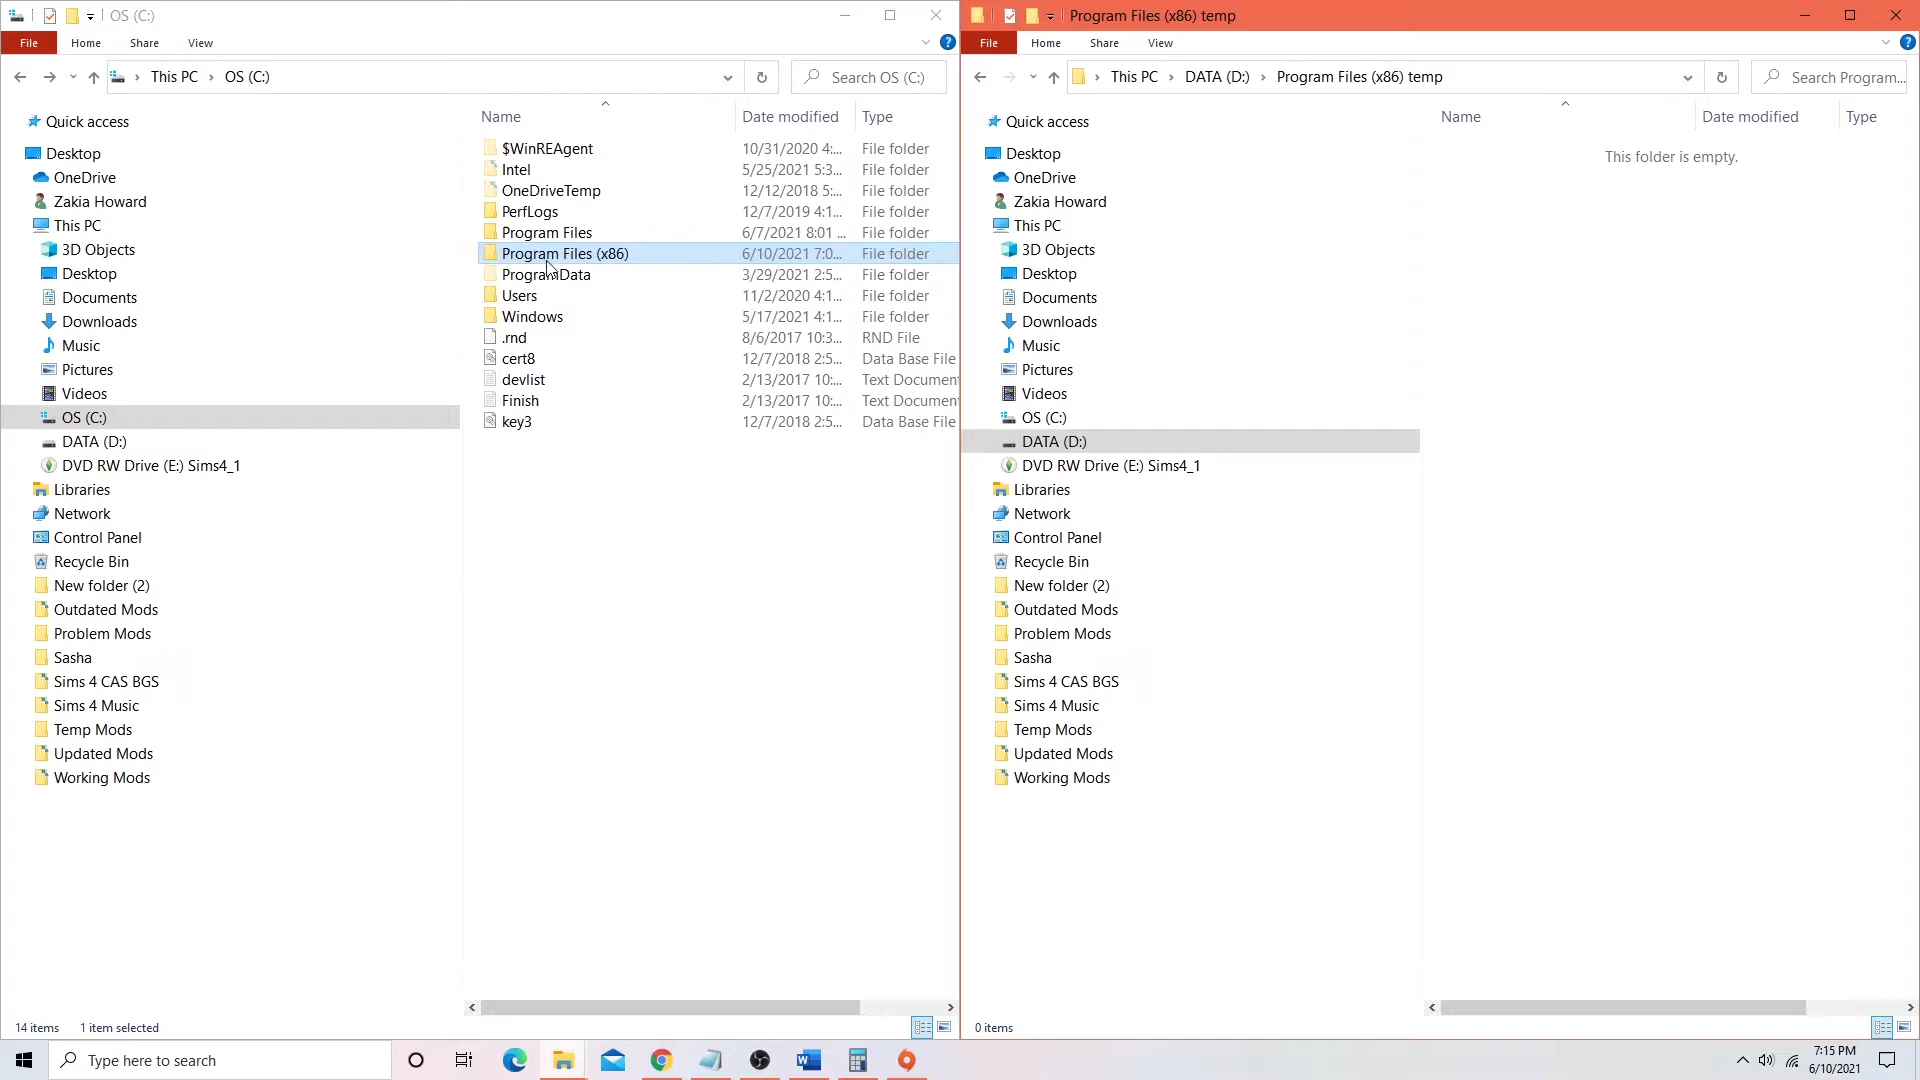 OS (C:)
File Home Share View
This PC OS (C:)
Search OS (C:)
Quick access
Desktop
OneDrive
Zakia Howard
This PC
3D Objects
Desktop
Documents
Downloads
Music
Pictures
Videos
OS (C:)
DATA (D:)
DVD RW Drive (E:) Sims4_1
Libraries
Network
Control Panel
Recycle Bin
New folder (2)
Outdated Mods
Problem Mods
Sasha
Sims 4 CAS BGS
Sims 4 Music
Temp Mods
Updated Mods
Working Mods
Name Date modified Type
$WinREAgent 10/31/2020 4:... File folder
Intel 5/25/2021 5:3... File folder
OneDriveTemp 12/12/2018 5:... File folder
PerfLogs 12/7/2019 4:1... File folder
Program Files 6/7/2021 8:01 ... File folder
Program Files (x86) 6/10/2021 7:0... File folder
ProgramData 3/29/2021 2:5... File folder
Users 11/2/2020 4:1... File folder
Windows 5/17/2021 4:1... File folder
.rnd 8/6/2017 10:3... RND File
cert8 12/7/2018 2:5... Data Base File
devlist 2/13/2017 10:... Text Document
Finish 2/13/2017 10:... Text Document
key3 12/7/2018 2:5... Data Base File
14 items 1 item selected
Program Files (x86) temp
File Home Share View
This PC DATA (D:) Program Files (x86) temp
Search Program...
Quick access
Desktop
OneDrive
Zakia Howard
This PC
3D Objects
Desktop
Documents
Downloads
Music
Pictures
Videos
OS (C:)
DATA (D:)
DVD RW Drive (E:) Sims4_1
Libraries
Network
Control Panel
Recycle Bin
New folder (2)
Outdated Mods
Problem Mods
Sasha
Sims 4 CAS BGS
Sims 4 Music
Temp Mods
Updated Mods
Working Mods
Name Date modified Type
This folder is empty.
0 items
Type here to search
7:15 PM
6/10/2021